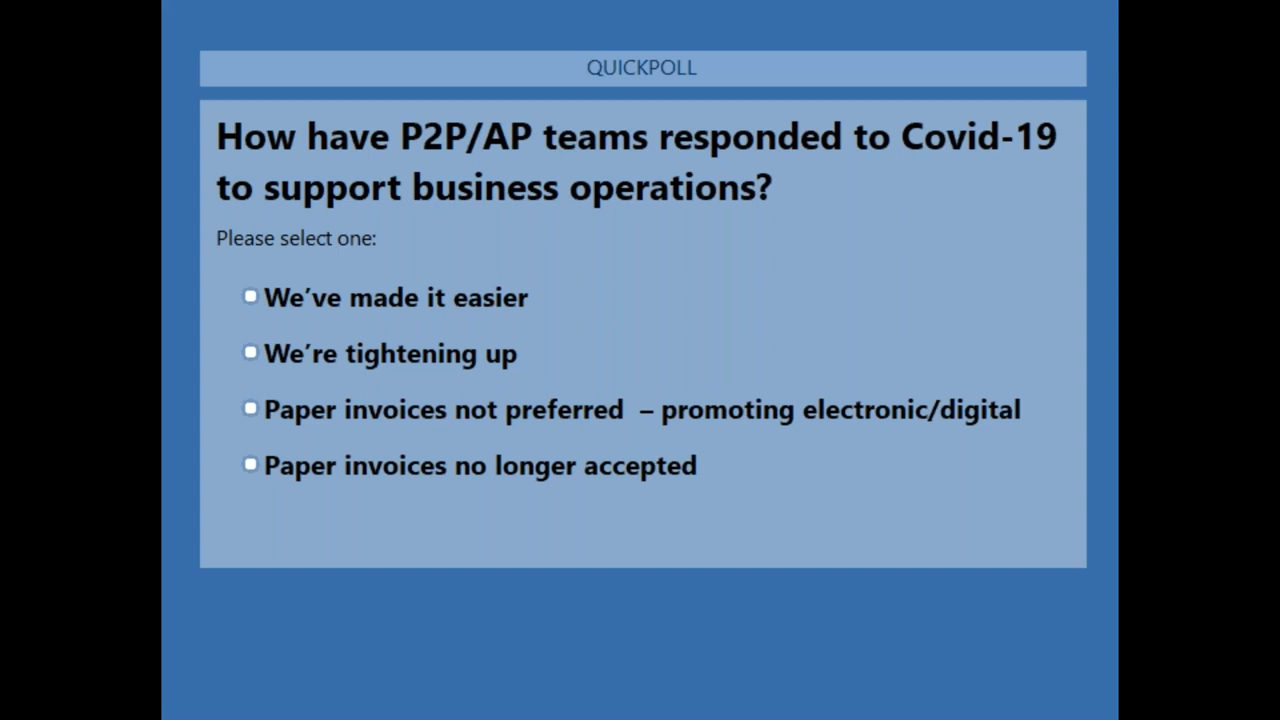 QUICKPOLL
How have P2P/AP teams responded to Covid-19
to support business operations?
Please select one:
We’ve made it easier
We’re tightening up
Paper invoices not preferred – promoting electronic/digital
Paper invoices no longer accepted